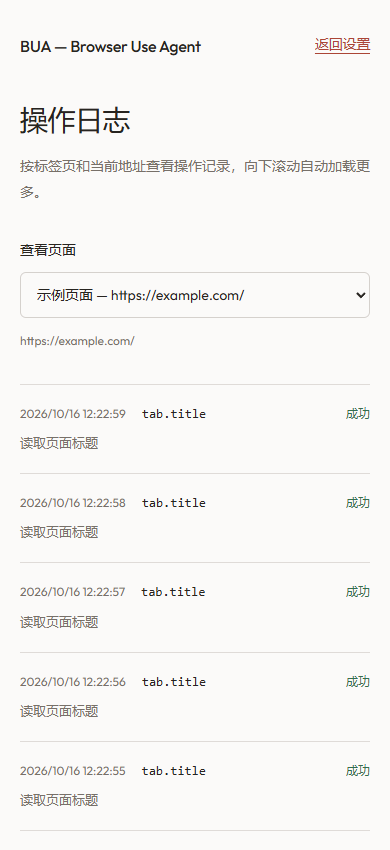 BUA — Browser Use Agent
返回设置
操作日志
按标签页和当前地址查看操作记录，向下滚动自动加载更
多。
查看页面
示例页面 — https://example.com/
https://example.com/
2026/10/16 12:22:59 tab.title 成功
读取页面标题
2026/10/16 12:22:58 tab.title 成功
读取页面标题
2026/10/16 12:22:57 tab.title 成功
读取页面标题
2026/10/16 12:22:56 tab.title 成功
读取页面标题
2026/10/16 12:22:55 tab.title 成功
读取页面标题